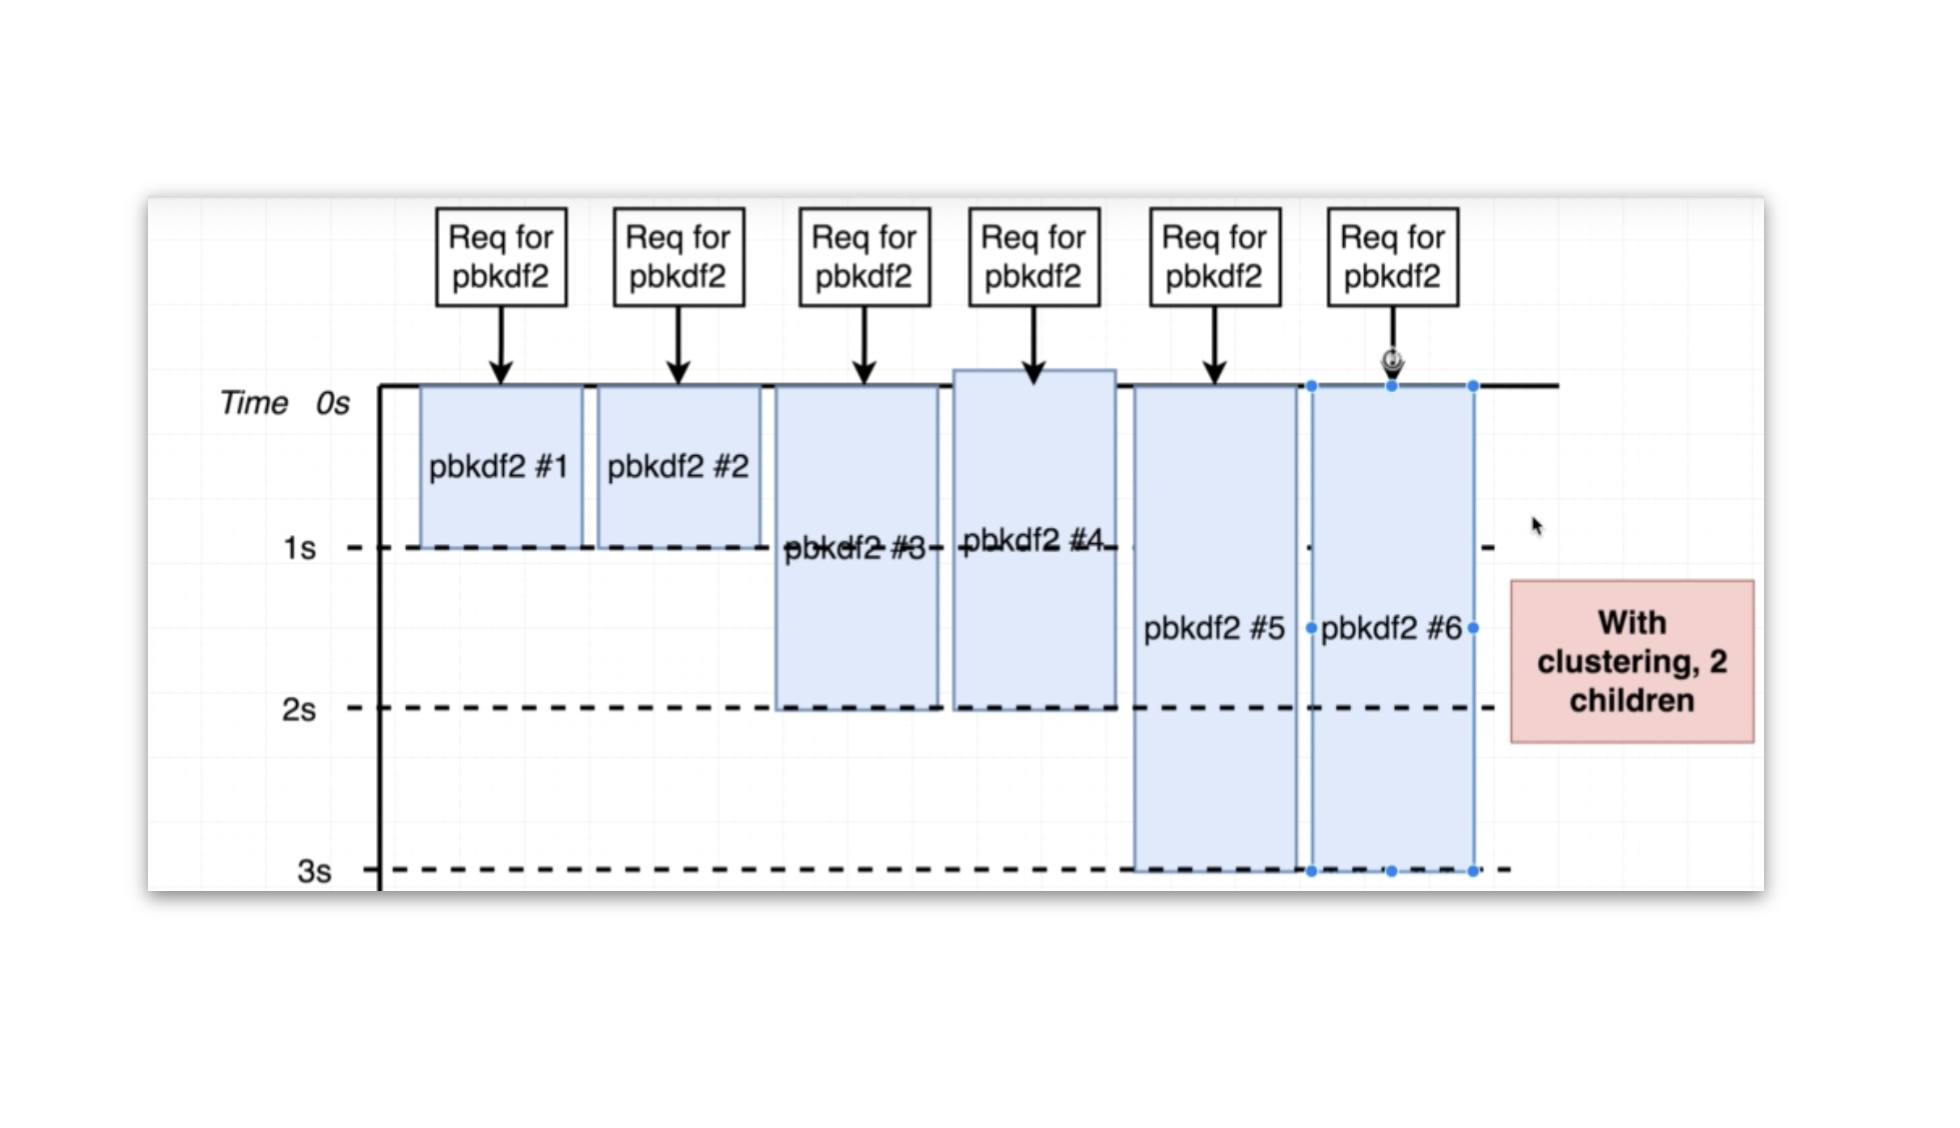 Req for
pbkdf2
Req for
pbkdf2
Req for
pbkdf2
Req for
pbkdf2
Req for
pbkdf2
Req for
pbkdf2
Time 0s
pbkdf2 #1
pbkdf2 #2
1s
pbkdf2 #3
pbkdf2 #4
pbkdf2 #5
pbkdf2 #6
With
clustering, 2
children
2s
3s